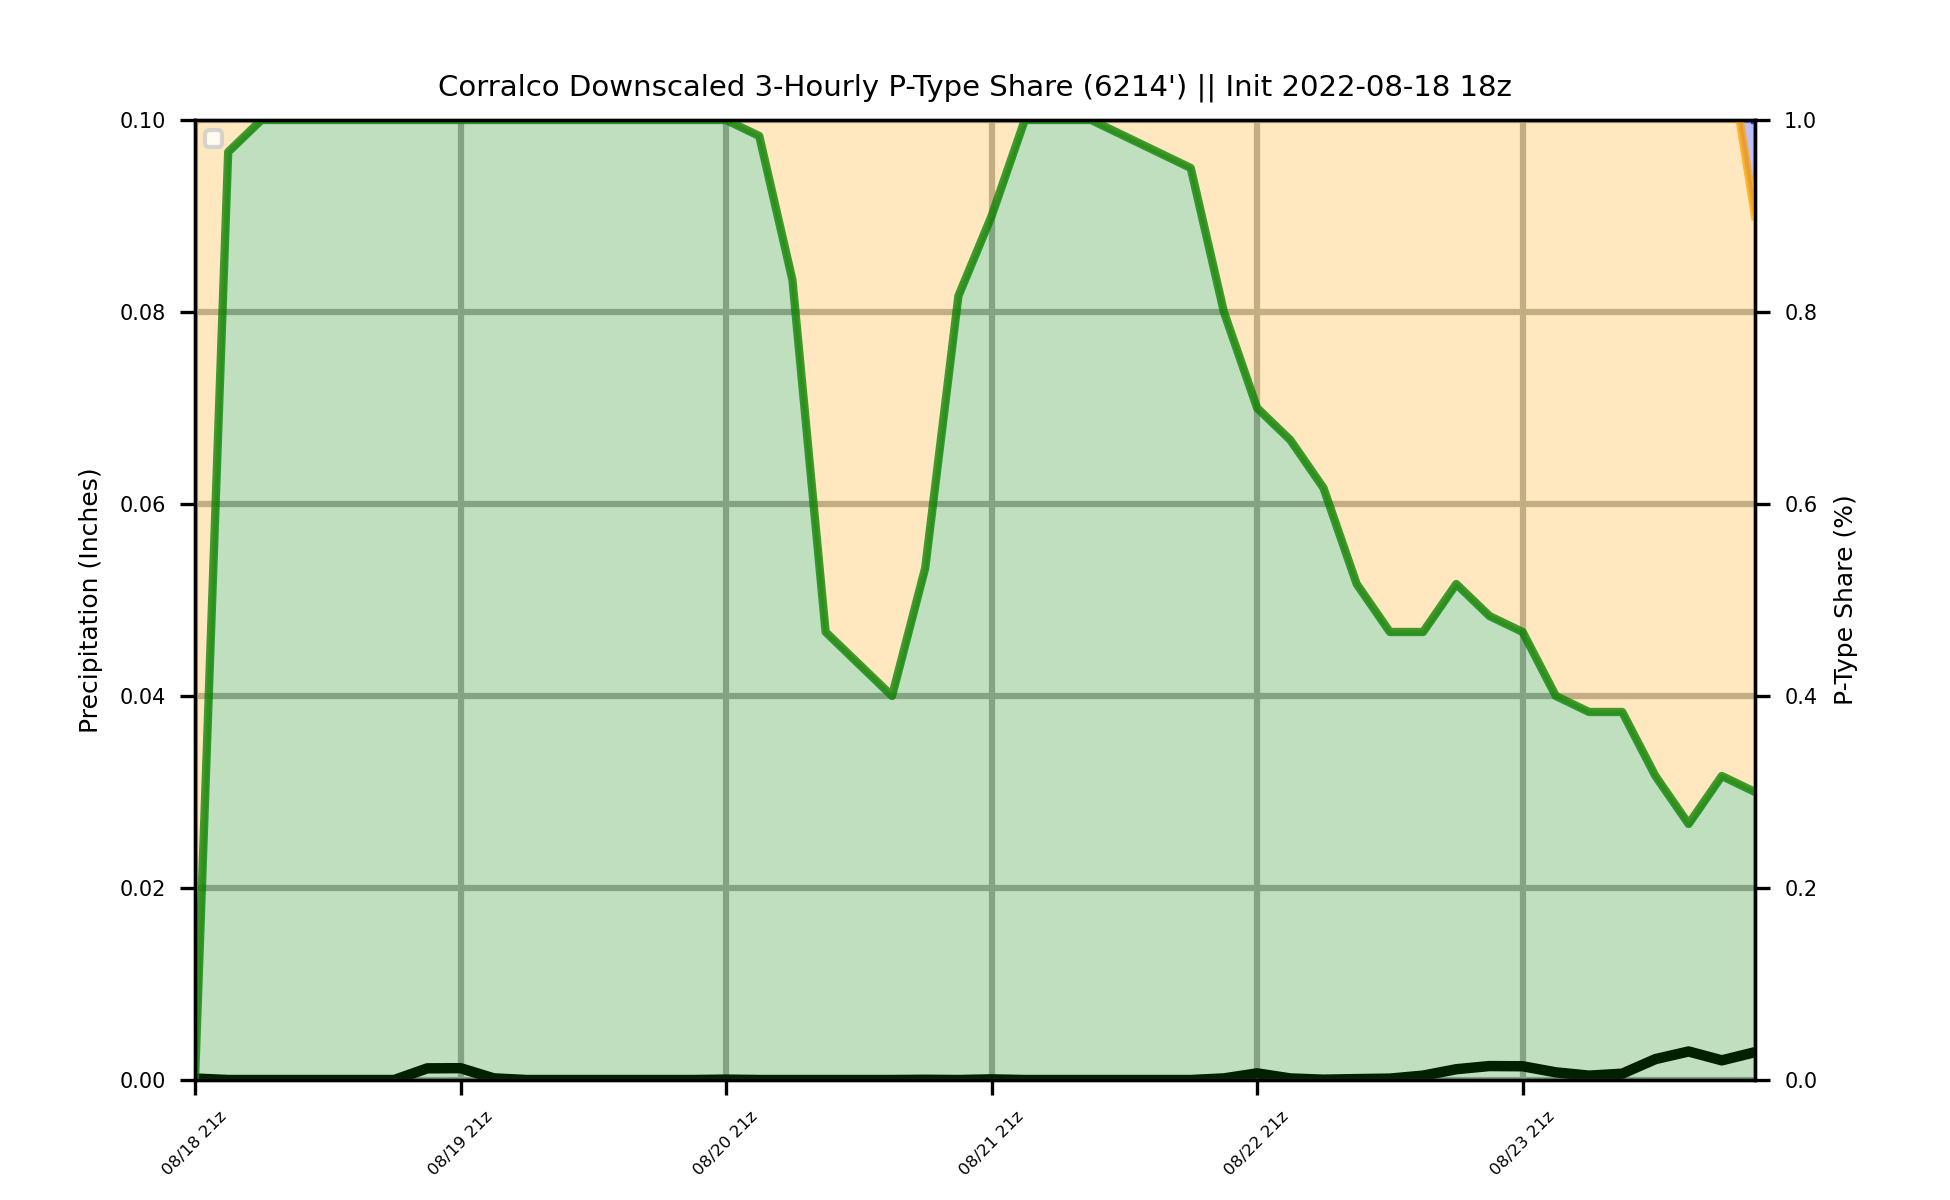 Corralco Downscaled 3-Hourly P-Type Share (6214') || Init 2022-08-18 18z
0.10
0.08
0.06
0.04
0.02
0.00
Precipitation (Inches)
1.0
0.8
0.6
0.4
0.2
0.0
P-Type Share (%)
08/18 21z
08/19 21z
08/20 21z
08/21 21z
08/22 21z
08/23 21z